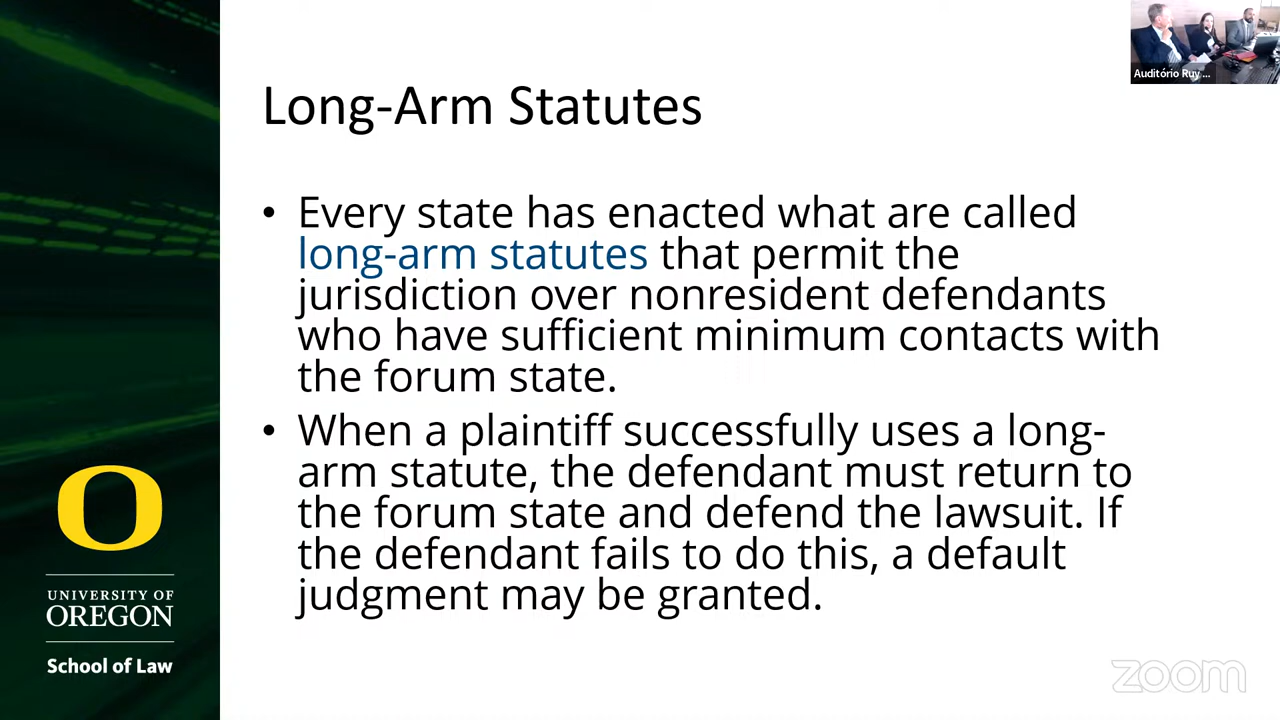 Auditório Ruy ...
Long-Arm Statutes
• Every state has enacted what are called
long-arm statutes that permit the
jurisdiction over nonresident defendants
who have sufficient minimum contacts with
the forum state.
• When a plaintiff successfully uses a long-
arm statute, the defendant must return to
the forum state and defend the lawsuit. If
the defendant fails to do this, a default
judgment may be granted.
O
UNIVERSITY OF
OREGON
School of Law
zoom